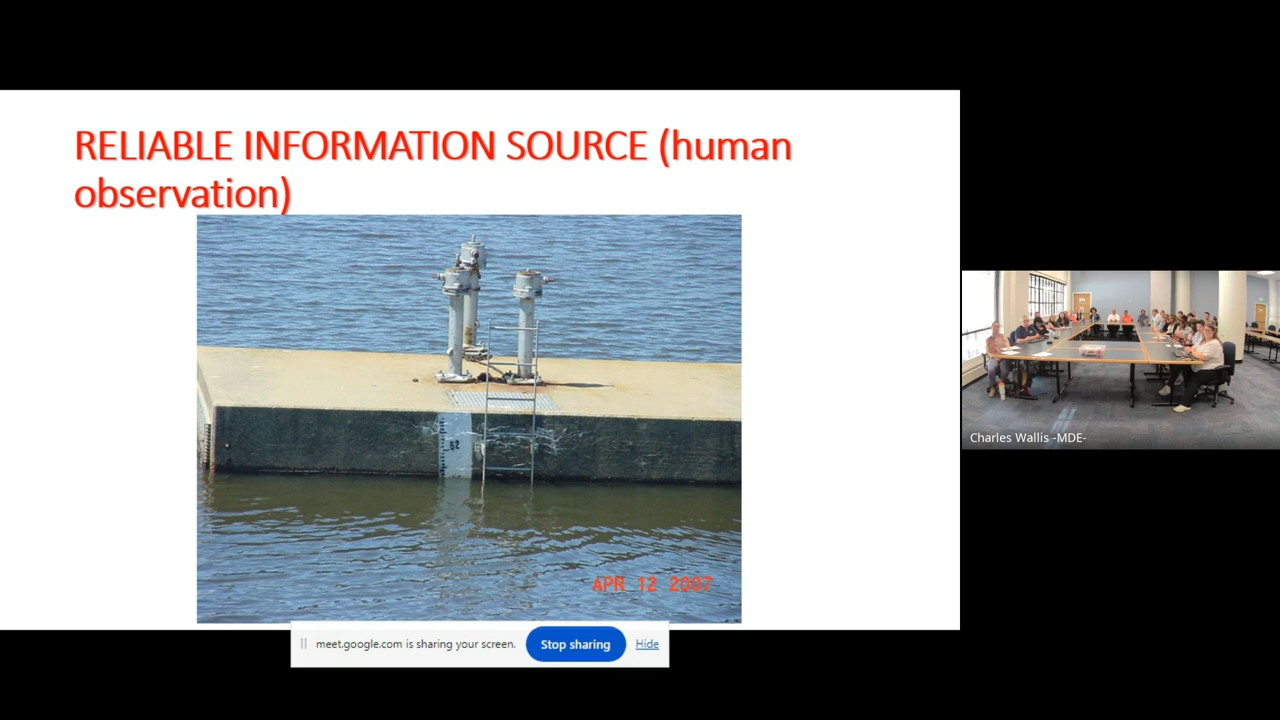 RELIABLE INFORMATION SOURCE (human
observation)
62
APR 12 2007
Charles Wallis -MDE-
meet.google.com is sharing your screen.
Stop sharing
Hide